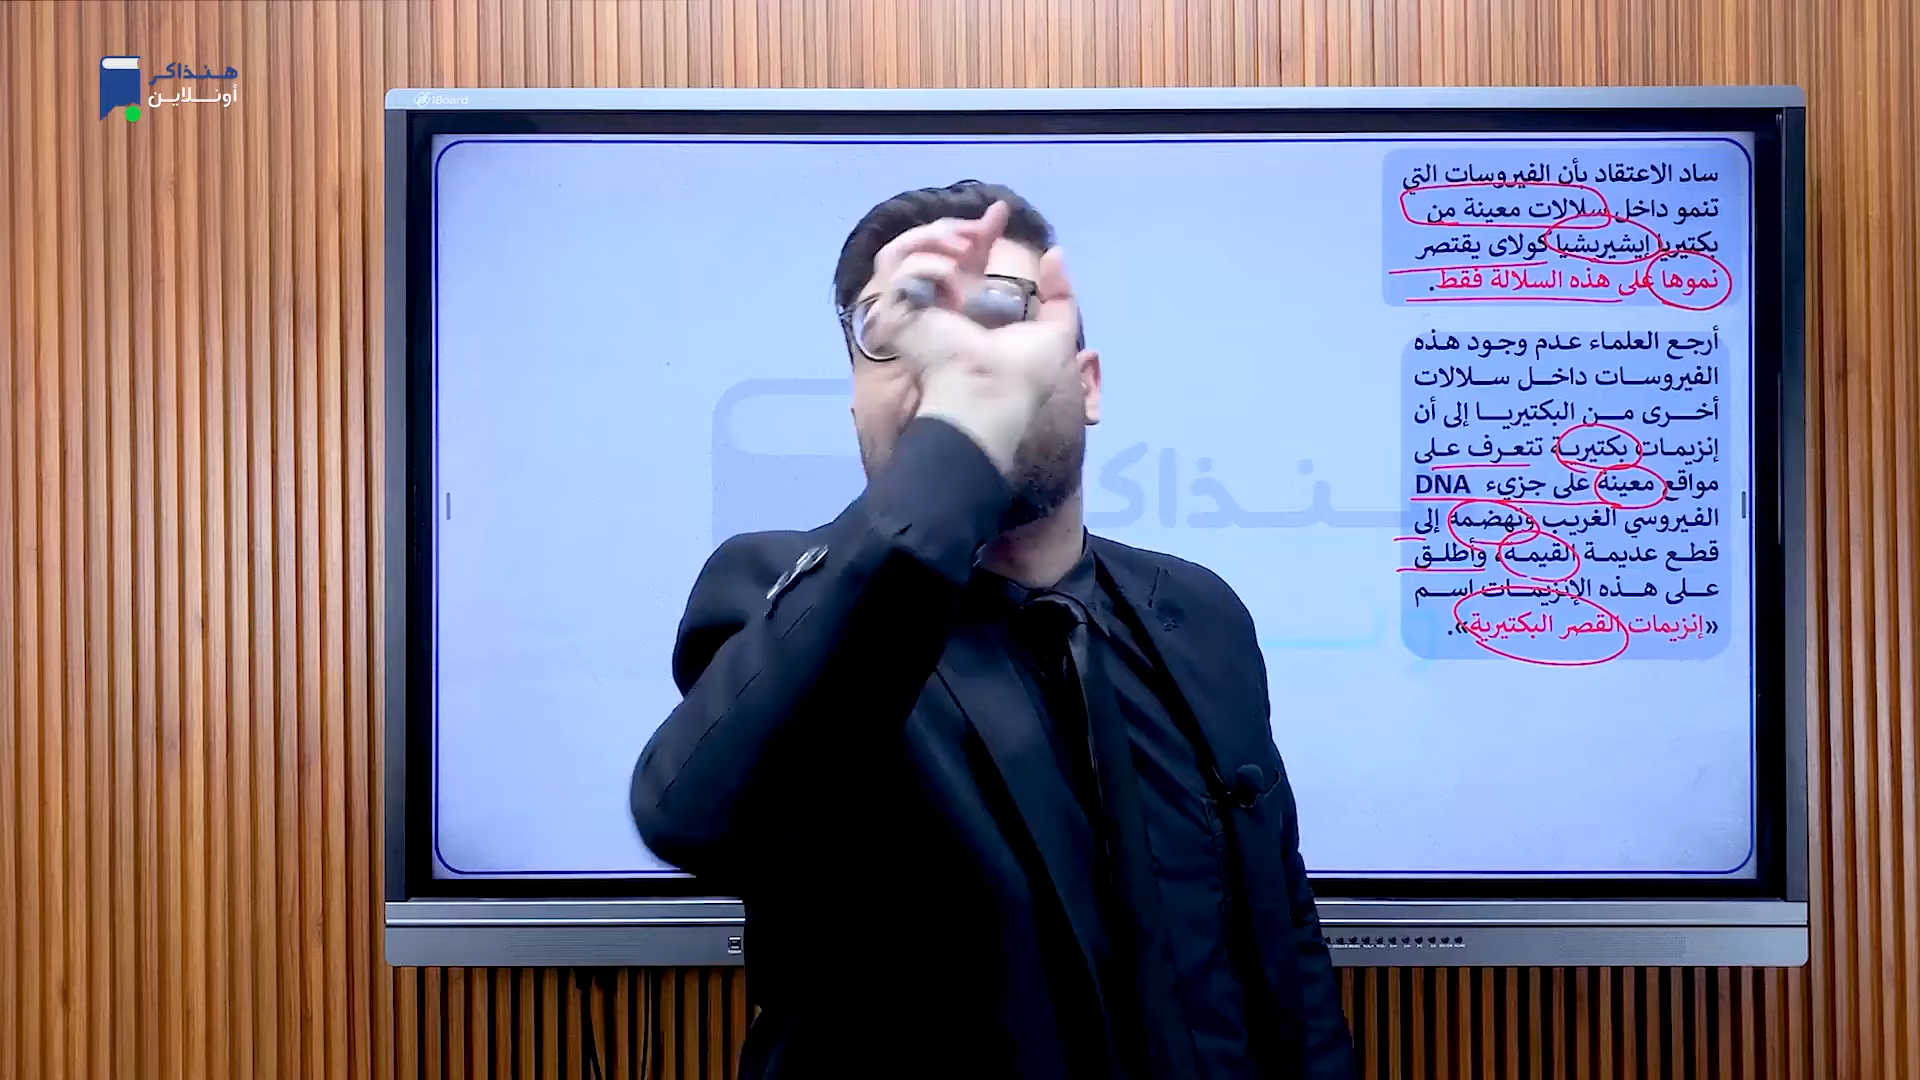 هنذاكر
أونلاين
iBoard
ساد الاعتقاد بأن الفيروسات التي
تنمو داخل سلالات معينة من
بكتيريا إيشيريشيا كولاى يقتصر
نموها على هذه السلالة فقط.
أرجع العلماء عدم وجود هذه
الفيروسات داخل سلالات
أخرى من البكتيريا إلى أن
إنزيمات بكتيرية تتعرف على
مواقع معينة على جزيء DNA
الفيروسي الغريب وتهضمه إلى
قطع عديمة القيمة، وأطلق
على هذه الإنزيمات اسم
«إنزيمات القصر البكتيرية».
هنذاكر